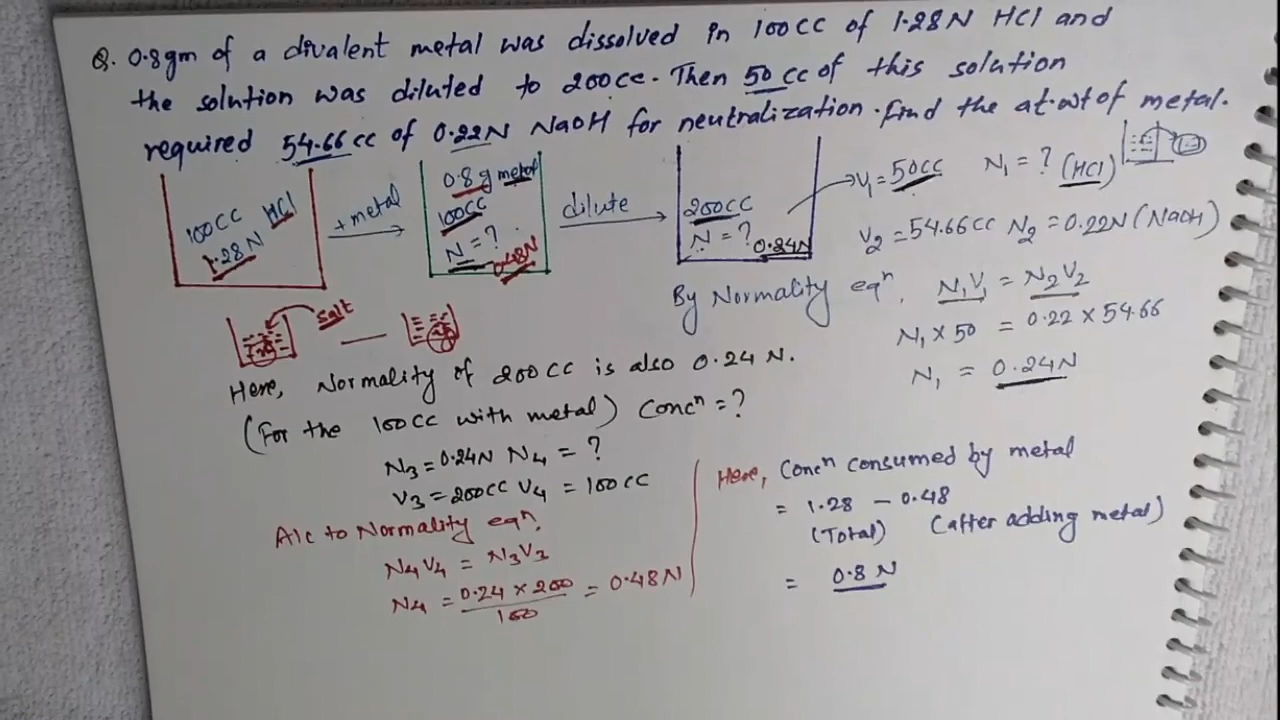 Q. 0.8gm of a divalent metal was dissolved in 100CC of 1.28N HCl and
the solution was diluted to 200cc. Then 50 cc of this solution
required 54.66cc of 0.22N NaOH for neutralization. find the at.wt of metal.
100CC HCl
1.28N
+ metal
0.8g metal
100CC
N = ?
0.48N
dilute
200CC
N = ?
0.24N
V₁ = 50CC N₁ = ? (HCl)
V₂ = 54.66CC N₂ = 0.22N (NaOH)
By Normality eqⁿ, N₁V₁ = N₂V₂
N₁ × 50 = 0.22 × 54.66
N₁ = 0.24N
Salt
Here, Normality of 200CC is also 0.24 N.
(For the 100CC with metal) Concⁿ = ?
N₃ = 0.24N N₄ = ?
V₃ = 200CC V₄ = 100CC
A/c to Normality eqⁿ,
N₄V₄ = N₃V₃
N₄ = 0.24 × 200 / 100 = 0.48N
Here, Concⁿ consumed by metal
= 1.28 - 0.48
(Total) (after adding metal)
= 0.8 N